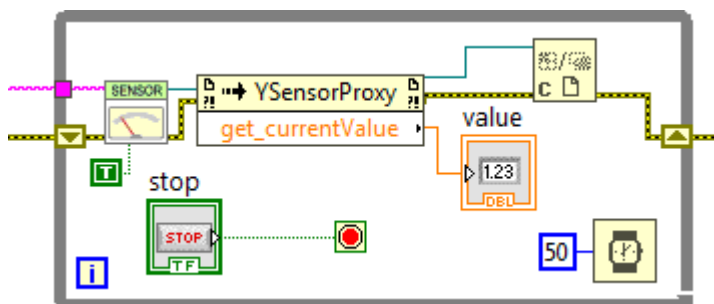 SENSOR
?!
YSensorProxy
?!
C
get_currentValue
value
T
1.23
DBL
stop
STOP
TF
50
i